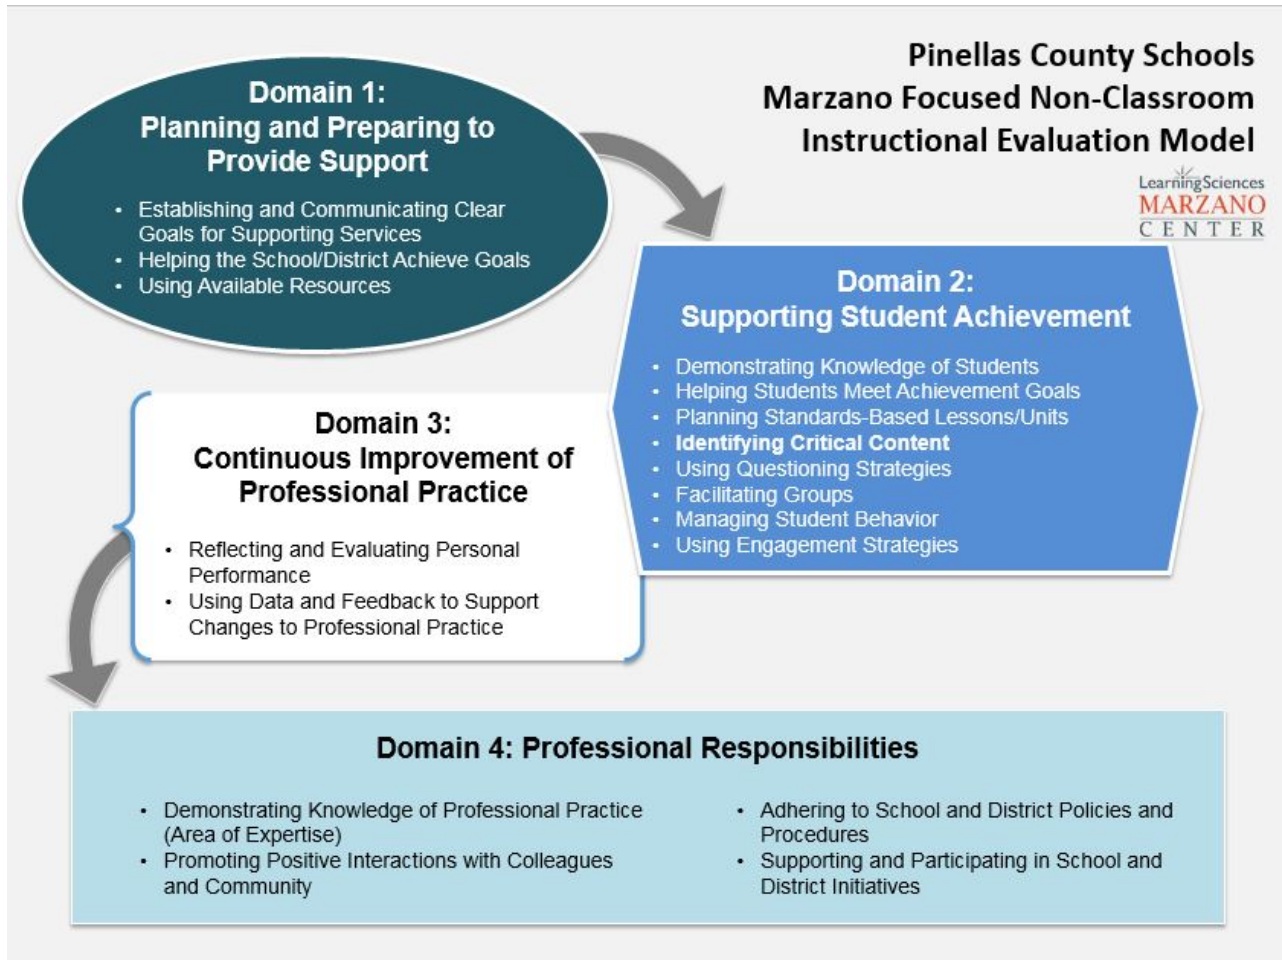 Pinellas County Schools
Marzano Focused Non-Classroom
Instructional Evaluation Model
LearningSciences
MARZANO
CENTER
Domain 1:
Planning and Preparing to
Provide Support
• Establishing and Communicating Clear
Goals for Supporting Services
• Helping the School/District Achieve Goals
• Using Available Resources
Domain 2:
Supporting Student Achievement
• Demonstrating Knowledge of Students
• Helping Students Meet Achievement Goals
• Planning Standards-Based Lessons/Units
• Identifying Critical Content
• Using Questioning Strategies
• Facilitating Groups
• Managing Student Behavior
• Using Engagement Strategies
Domain 3:
Continuous Improvement of
Professional Practice
• Reflecting and Evaluating Personal
Performance
• Using Data and Feedback to Support
Changes to Professional Practice
Domain 4: Professional Responsibilities
• Demonstrating Knowledge of Professional Practice
(Area of Expertise)
• Promoting Positive Interactions with Colleagues
and Community
• Adhering to School and District Policies and
Procedures
• Supporting and Participating in School and
District Initiatives